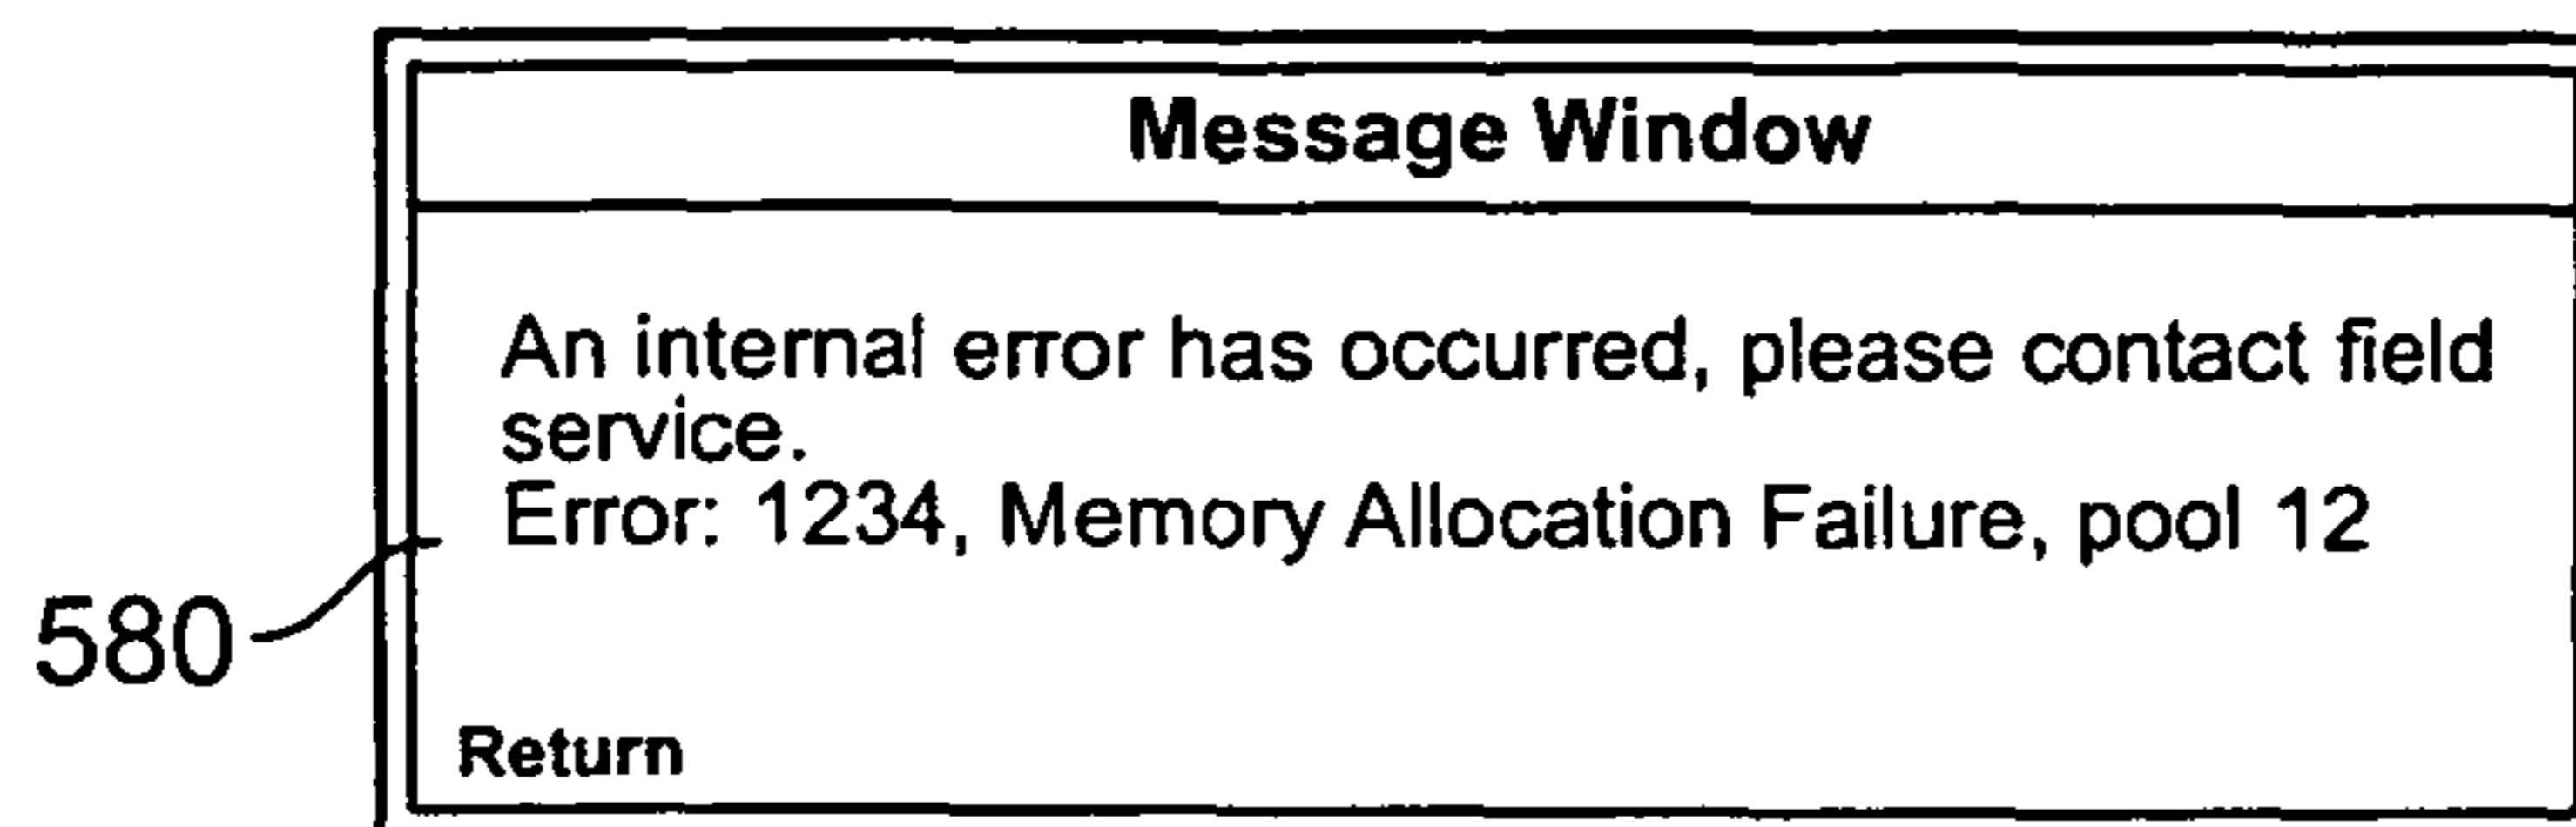 Message Window
An internal error has occurred, please contact field
service.
Error: 1234, Memory Allocation Failure, pool 12
580
Return